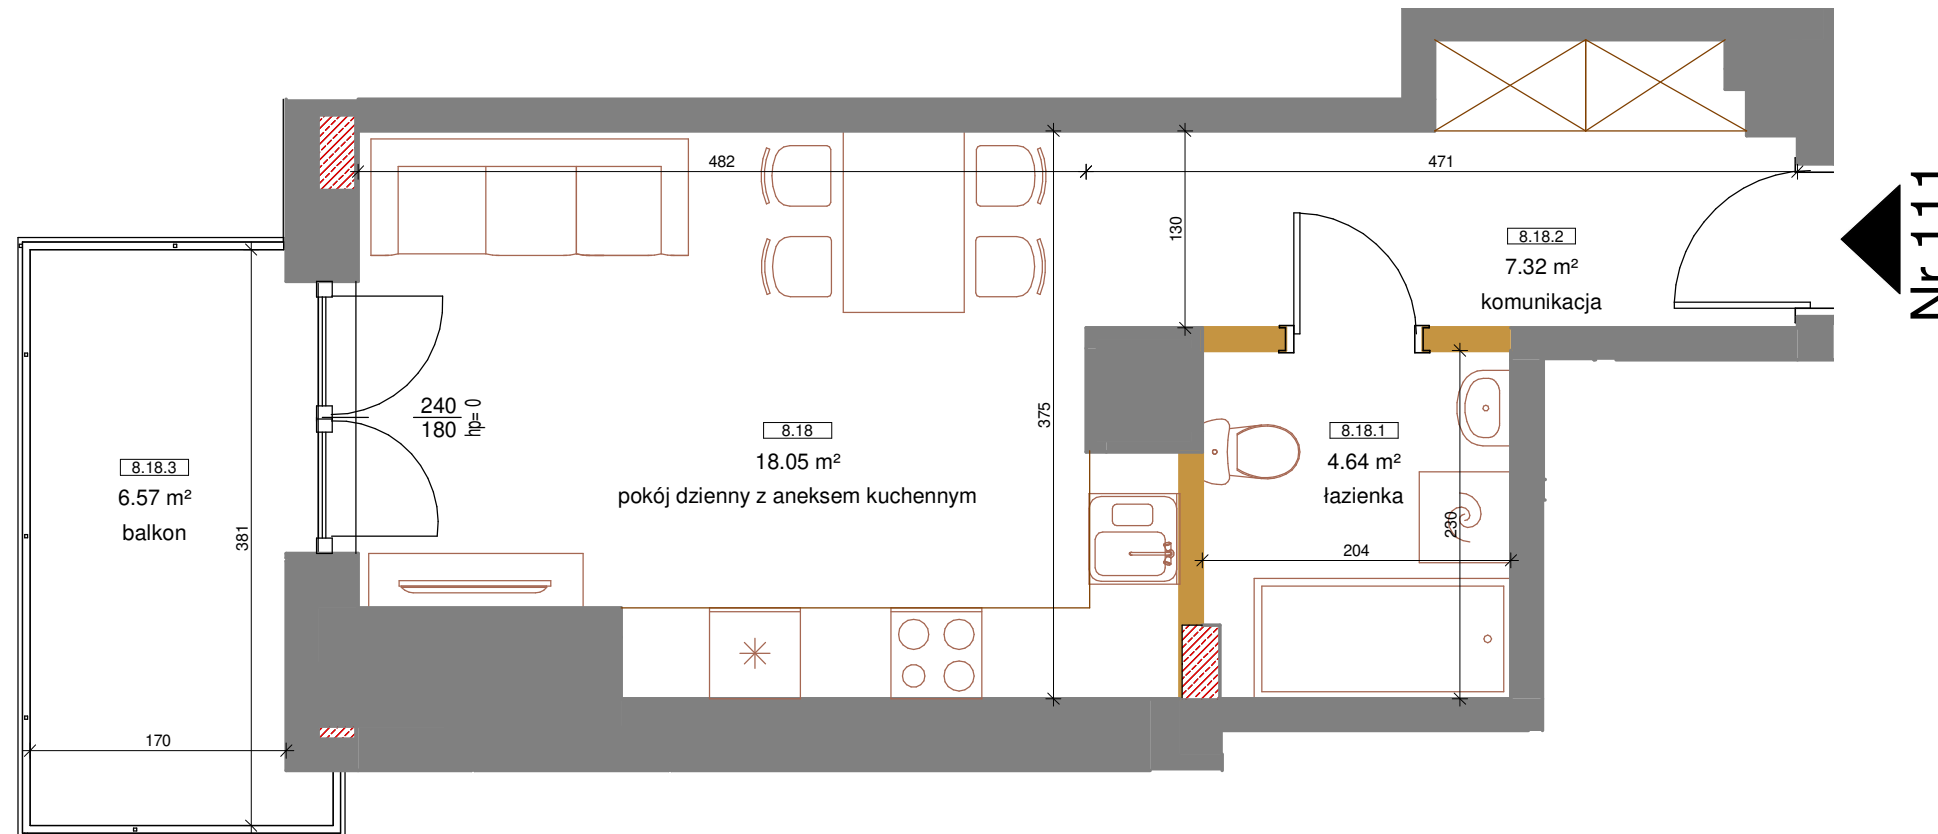 482
471
130
8.18.2
7.32 m²
komunikacja
Nr 111
240
180
hp= 0
375
8.18
18.05 m²
pokój dzienny z aneksem kuchennym
8.18.1
4.64 m²
łazienka
230
204
8.18.3
6.57 m²
balkon
381
170